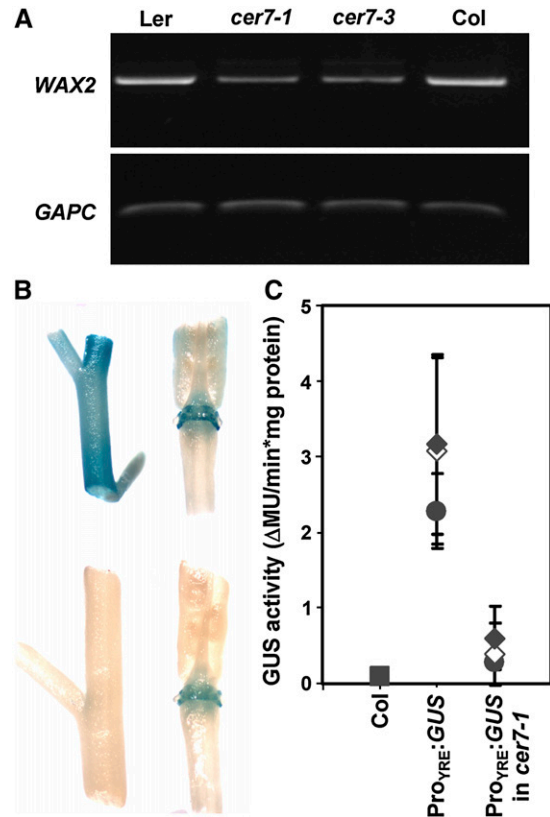 A
Ler cer7-1 cer7-3 Col
WAX2
GAPC
B
C
GUS activity (ΔMU/min*mg protein)
5
4
3
2
1
0
Col
ProYRE:GUS
ProYRE:GUS
in cer7-1